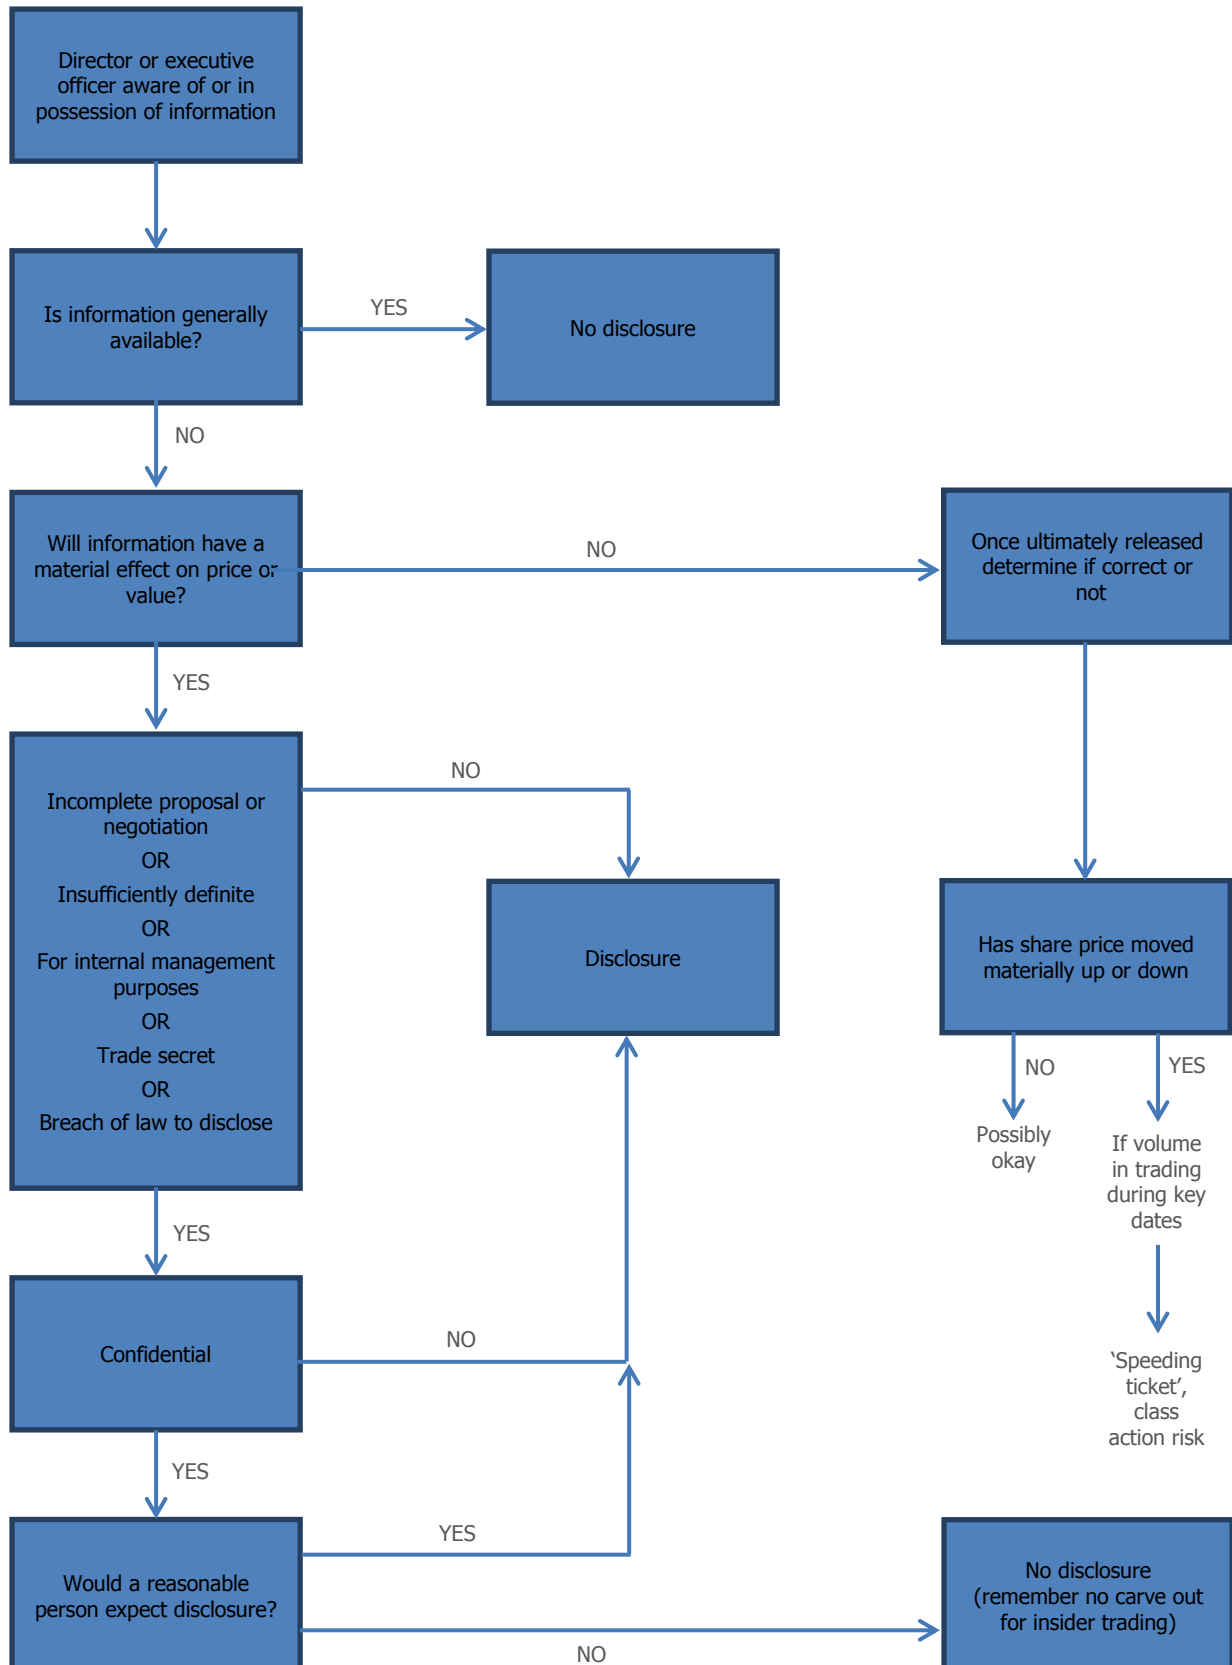 Director or executive
officer aware of or in
possession of information
Is information generally
available?
YES
No disclosure
NO
Will information have a
material effect on price or
value?
NO
Once ultimately released
determine if correct or
not
YES
Incomplete proposal or
negotiation
OR
Insufficiently definite
OR
For internal management
purposes
OR
Trade secret
OR
Breach of law to disclose
NO
Disclosure
Has share price moved
materially up or down
NO
YES
Possibly
okay
If volume
in trading
during key
dates
‘Speeding
ticket’,
class
action risk
YES
Confidential
NO
YES
Would a reasonable
person expect disclosure?
YES
NO
No disclosure
(remember no carve out
for insider trading)